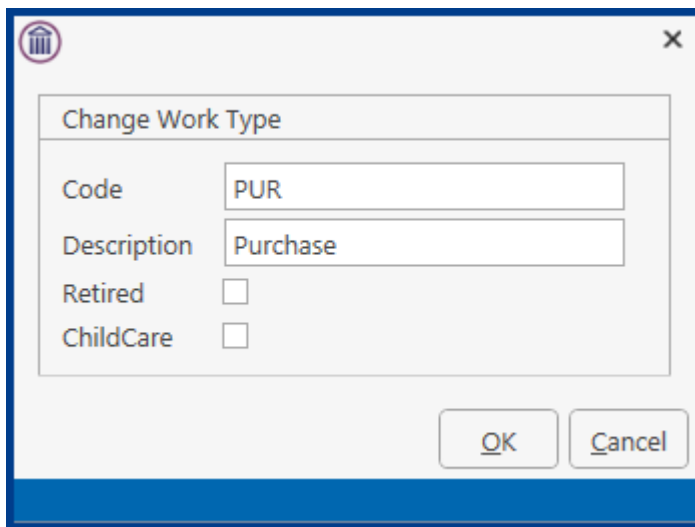 Change Work Type
Code PUR
Description Purchase
Retired
ChildCare
OK Cancel